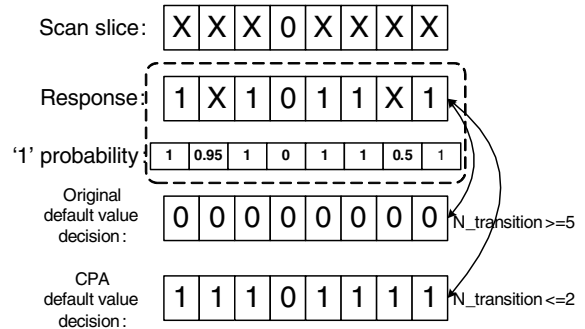 Scan slice: X X X 0 X X X X
Response: 1 X 1 0 1 1 X 1
‘1’ probability: 1 0.95 1 0 1 1 0.5 1
Original
default value
decision: 0 0 0 0 0 0 0 0 N_transition>=5
CPA
default value
decision: 1 1 1 0 1 1 1 1 N_transition<=2